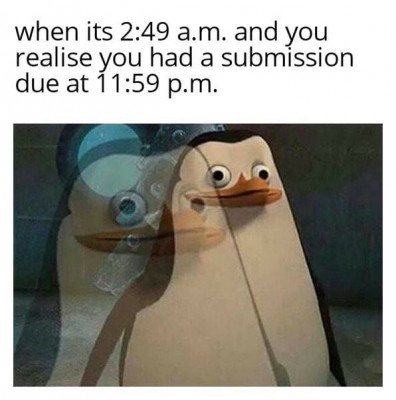 when its 2:49 a.m. and you
realise you had a submission
due at 11:59 p.m.